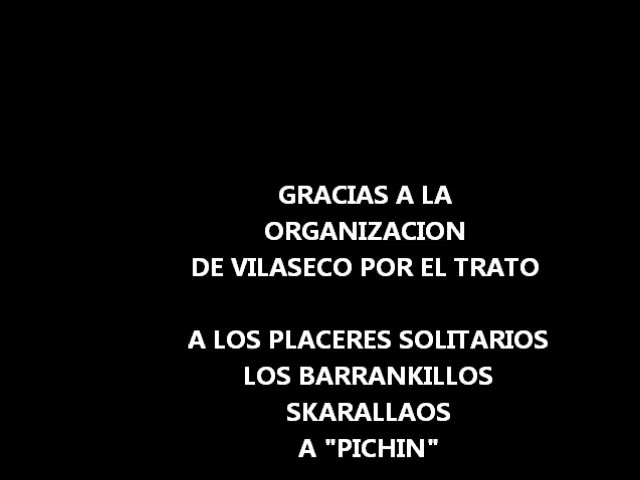 GRACIAS A LA
ORGANIZACION
DE VILASECO POR EL TRATO
A LOS PLACERES SOLITARIOS
LOS BARRANKILLOS
SKARALLAOS
A "PICHIN"